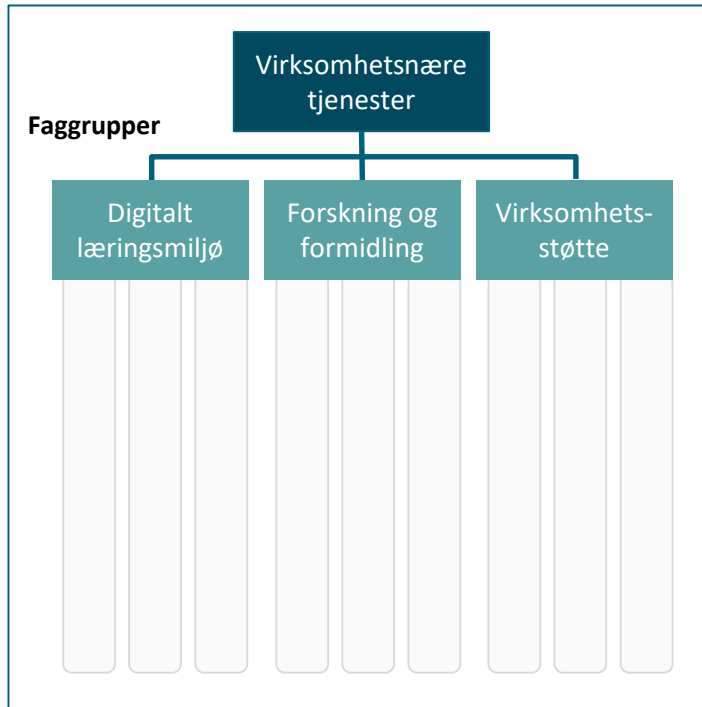 Virksomhetsnære
tjenester
Faggrupper
Digitalt
læringsmiljø
Forskning og
formidling
Virksomhets-
støtte